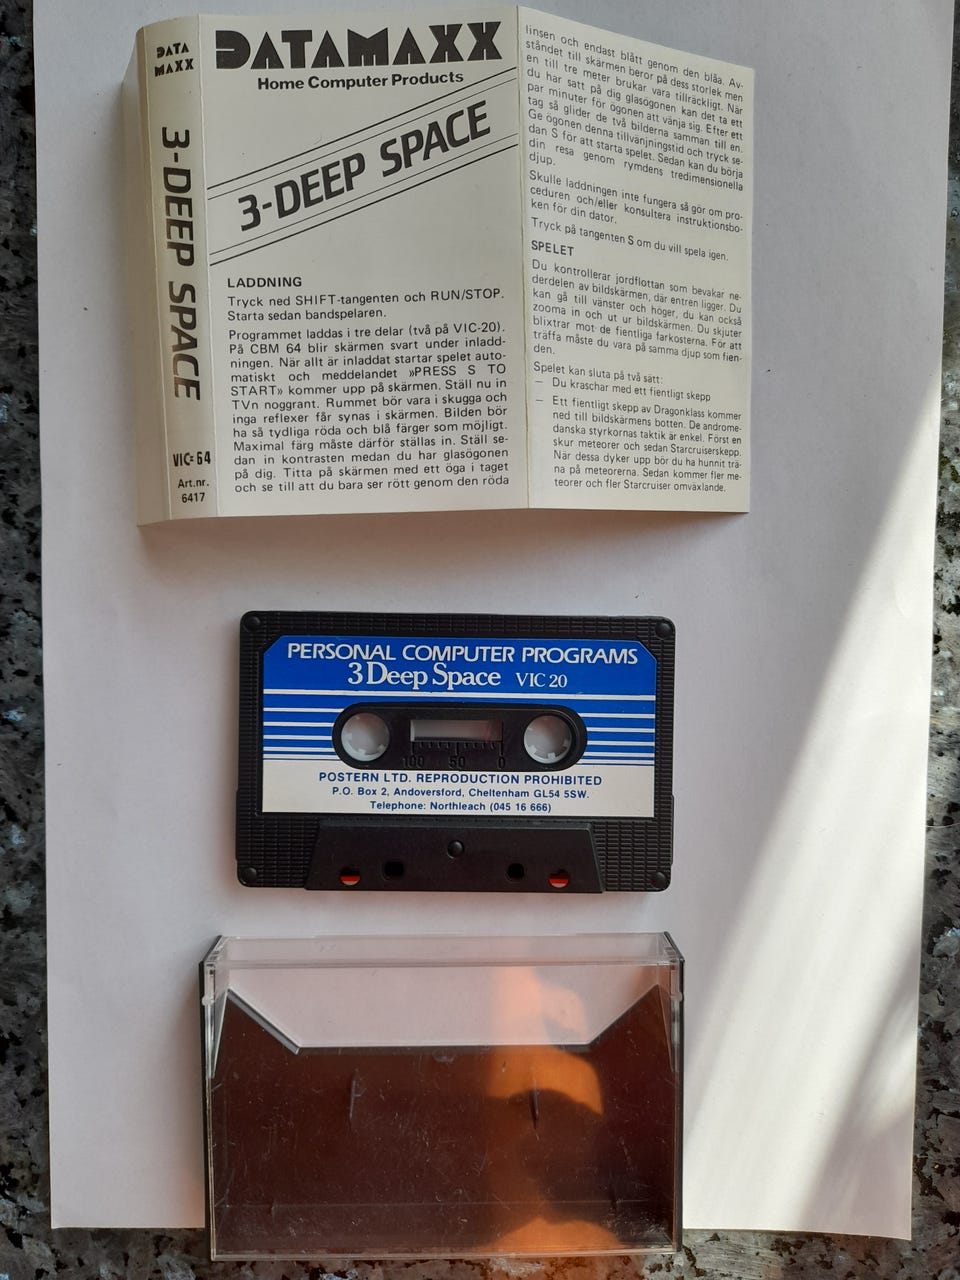 DATA
MAXX
3-DEEP SPACE
VIC-64
Art.nr.
6417
DATAMAXX
Home Computer Products
3-DEEP SPACE
LADDNING
Tryck ned SHIFT-tangenten och RUN/STOP.
Starta sedan bandspelaren.
Programmet laddas i tre delar (två på VIC-20).
På CBM 64 blir skärmen svart under inladd-
ningen. När allt är inladdat startar spelet auto-
matiskt och meddelandet »PRESS S TO
START» kommer upp på skärmen. Ställ nu in
TVn noggrant. Rummet bör vara i skugga och
inga reflexer får synas i skärmen. Bilden bör
ha så tydliga röda och blå färger som möjligt.
Maximal färg måste därför ställas in. Ställ se-
dan in kontrasten medan du har glasögonen
på dig. Titta på skärmen med ett öga i taget
och se till att du bara ser rött genom den röda
linsen och endast blått genom den blåa. Av-
ståndet till skärmen beror på dess storlek men
en till tre meter brukar vara tillräckligt. När
du har satt på dig glasögonen kan det ta ett
par minuter för ögonen att vänja sig. Efter ett
tag så glider de två bilderna samman till en.
Ge ögonen denna tillvänjningstid och tryck se-
dan S för att starta spelet. Sedan kan du börja
din resa genom rymdens tredimensionella
djup.
Skulle laddningen inte fungera så gör om pro-
ceduren och/eller konsultera instruktionsbo-
ken för din dator.
Tryck på tangenten S om du vill spela igen.
SPELET
Du kontrollerar jordflottan som bevakar ne-
derdelen av bildskärmen, där entren ligger. Du
kan gå till vänster och höger, du kan också
zooma in och ut ur bildskärmen. Du skjuter
blixtrar mot de fientliga farkosterna. För att
träffa måste du vara på samma djup som fien-
den.
Spelet kan sluta på två sätt:
— Du kraschar med ett fientligt skepp
— Ett fientligt skepp av Dragonklass kommer
ned till bildskärmens botten. De androme-
danska styrkornas taktik är enkel. Först en
skur meteorer och sedan Starcruiserskepp.
När dessa dyker upp bör du ha hunnit trä-
na på meteorerna. Sedan kommer fler me-
teorer och fler Starcruiser omväxlande.
PERSONAL COMPUTER PROGRAMS
3 Deep Space VIC 20
100 50 0
POSTERN LTD. REPRODUCTION PROHIBITED
P.O. Box 2, Andoversford, Cheltenham GL54 5SW.
Telephone: Northleach (045 16 666)